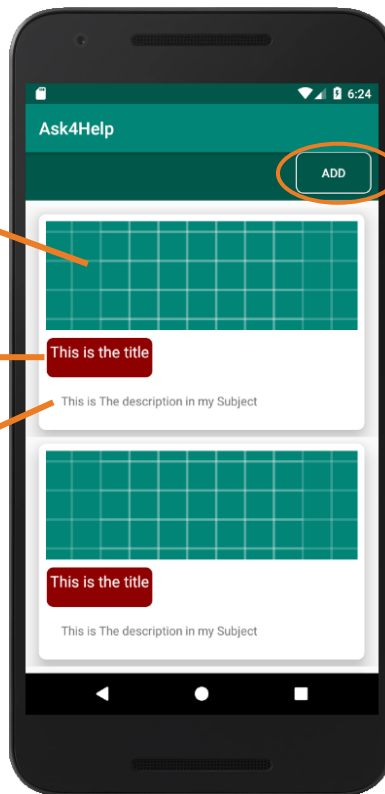 6:24
Ask4Help
ADD
This is the title
This is The description in my Subject
This is the title
This is The description in my Subject